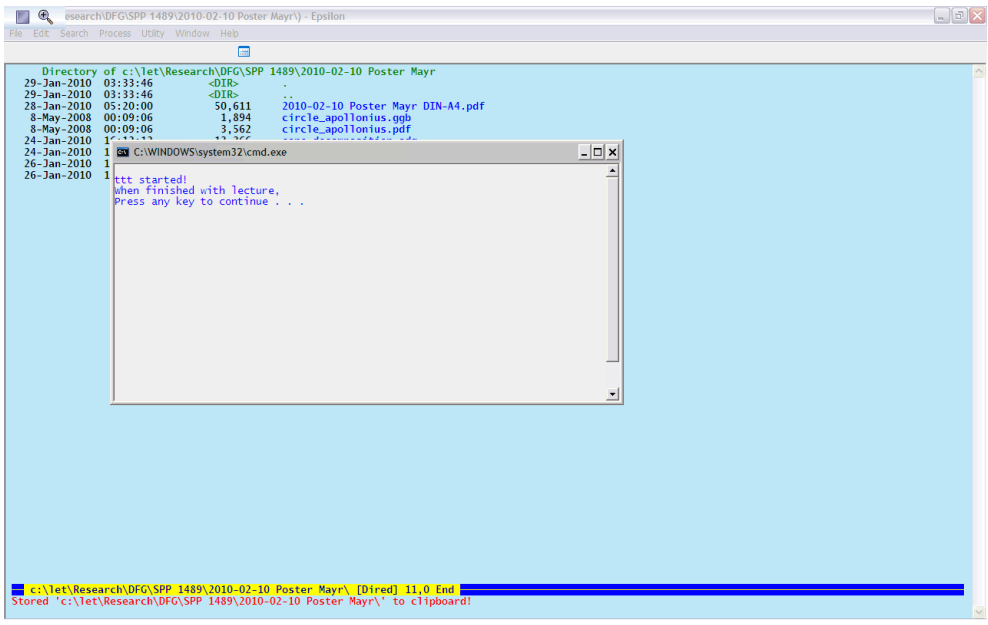 esearch\DFG\SPP 1489\2010-02-10 Poster Mayr\) - Epsilon
File Edit Search Process Utility Window Help
Directory of c:\let\Research\DFG\SPP 1489\2010-02-10 Poster Mayr
29-Jan-2010 03:33:46 <DIR> .
29-Jan-2010 03:33:46 <DIR> ..
28-Jan-2010 05:20:00 50,611 2010-02-10 Poster Mayr DIN-A4.pdf
8-May-2008 00:09:06 1,894 circle_apollonius.ggb
8-May-2008 00:09:06 3,562 circle_apollonius.pdf
24-Jan-2010
24-Jan-2010 1
26-Jan-2010 1
26-Jan-2010 1
C:\WINDOWS\system32\cmd.exe
ttt started!
When finished with lecture,
Press any key to continue . . .
c:\let\Research\DFG\SPP 1489\2010-02-10 Poster Mayr\ [Dired] 11,0 End
Stored 'c:\let\Research\DFG\SPP 1489\2010-02-10 Poster Mayr\' to clipboard!